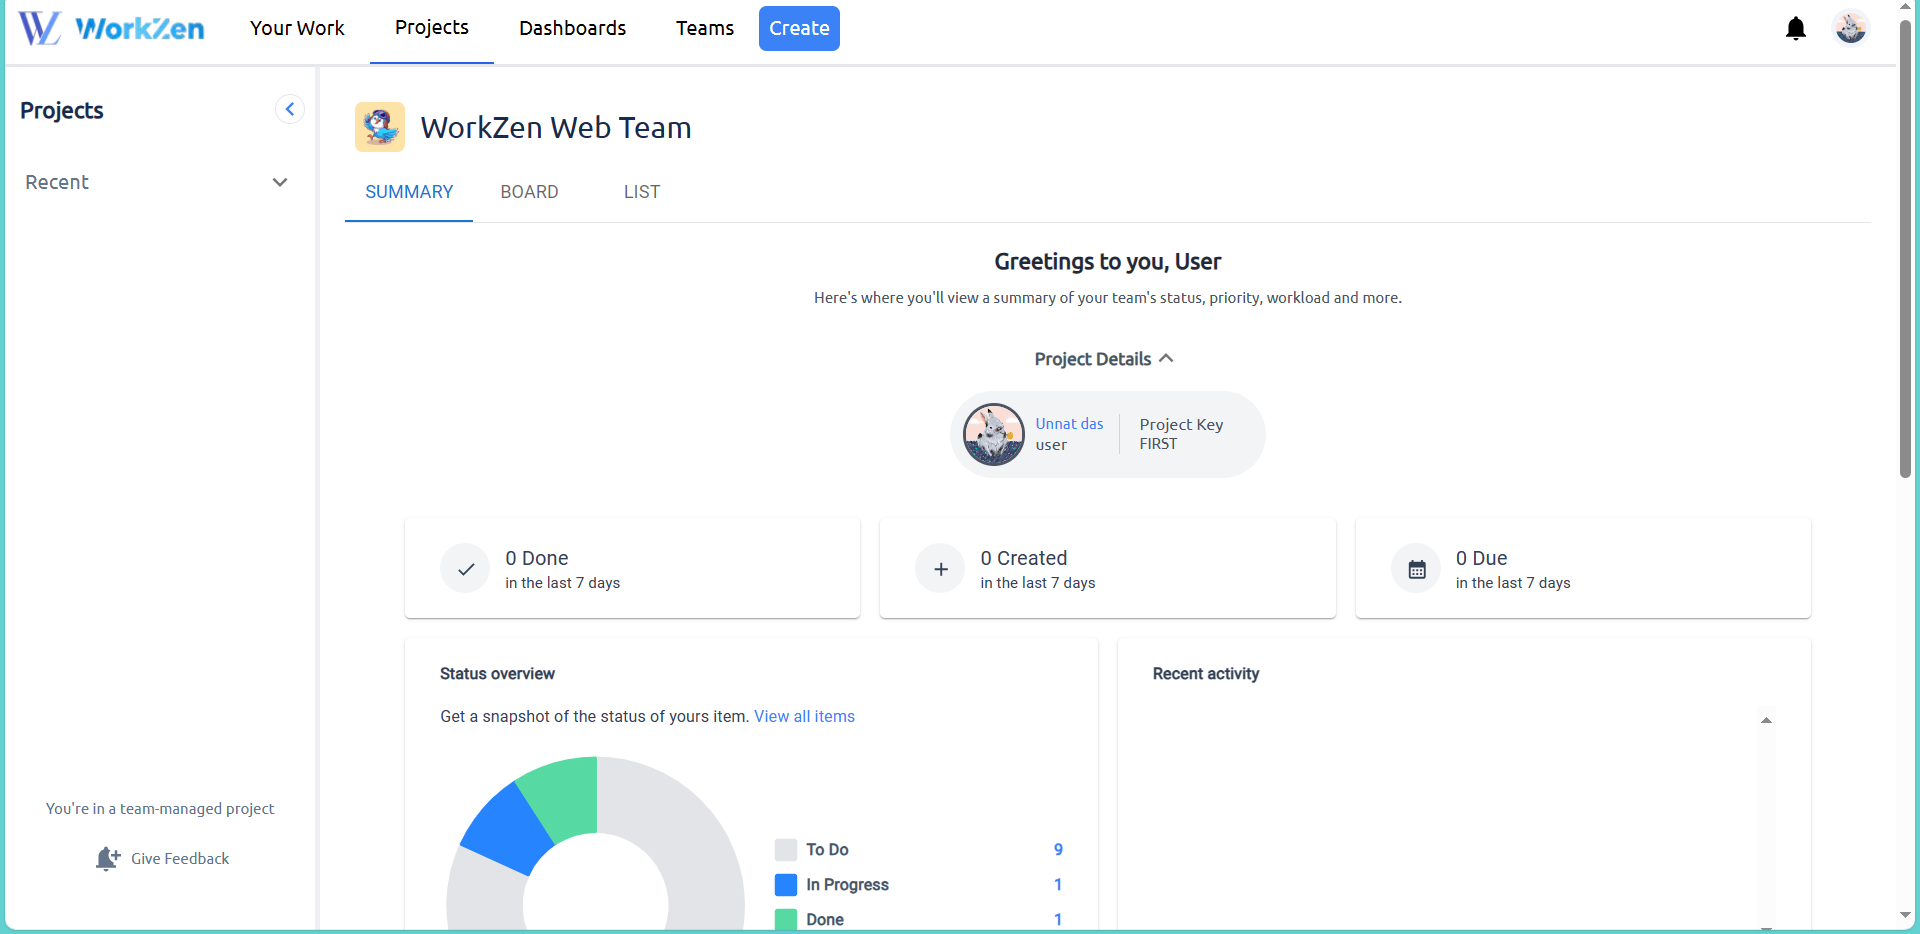 WorkZen Your Work Projects Dashboards Teams Create
Projects
Recent
You're in a team-managed project
Give Feedback
WorkZen Web Team
SUMMARY BOARD LIST
Greetings to you, User
Here's where you'll view a summary of your team's status, priority, workload and more.
Project Details
Unnat das
user
Project Key
FIRST
0 Done
in the last 7 days
0 Created
in the last 7 days
0 Due
in the last 7 days
Status overview
Get a snapshot of the status of yours item. View all items
To Do 9
In Progress 1
Done 1
Recent activity